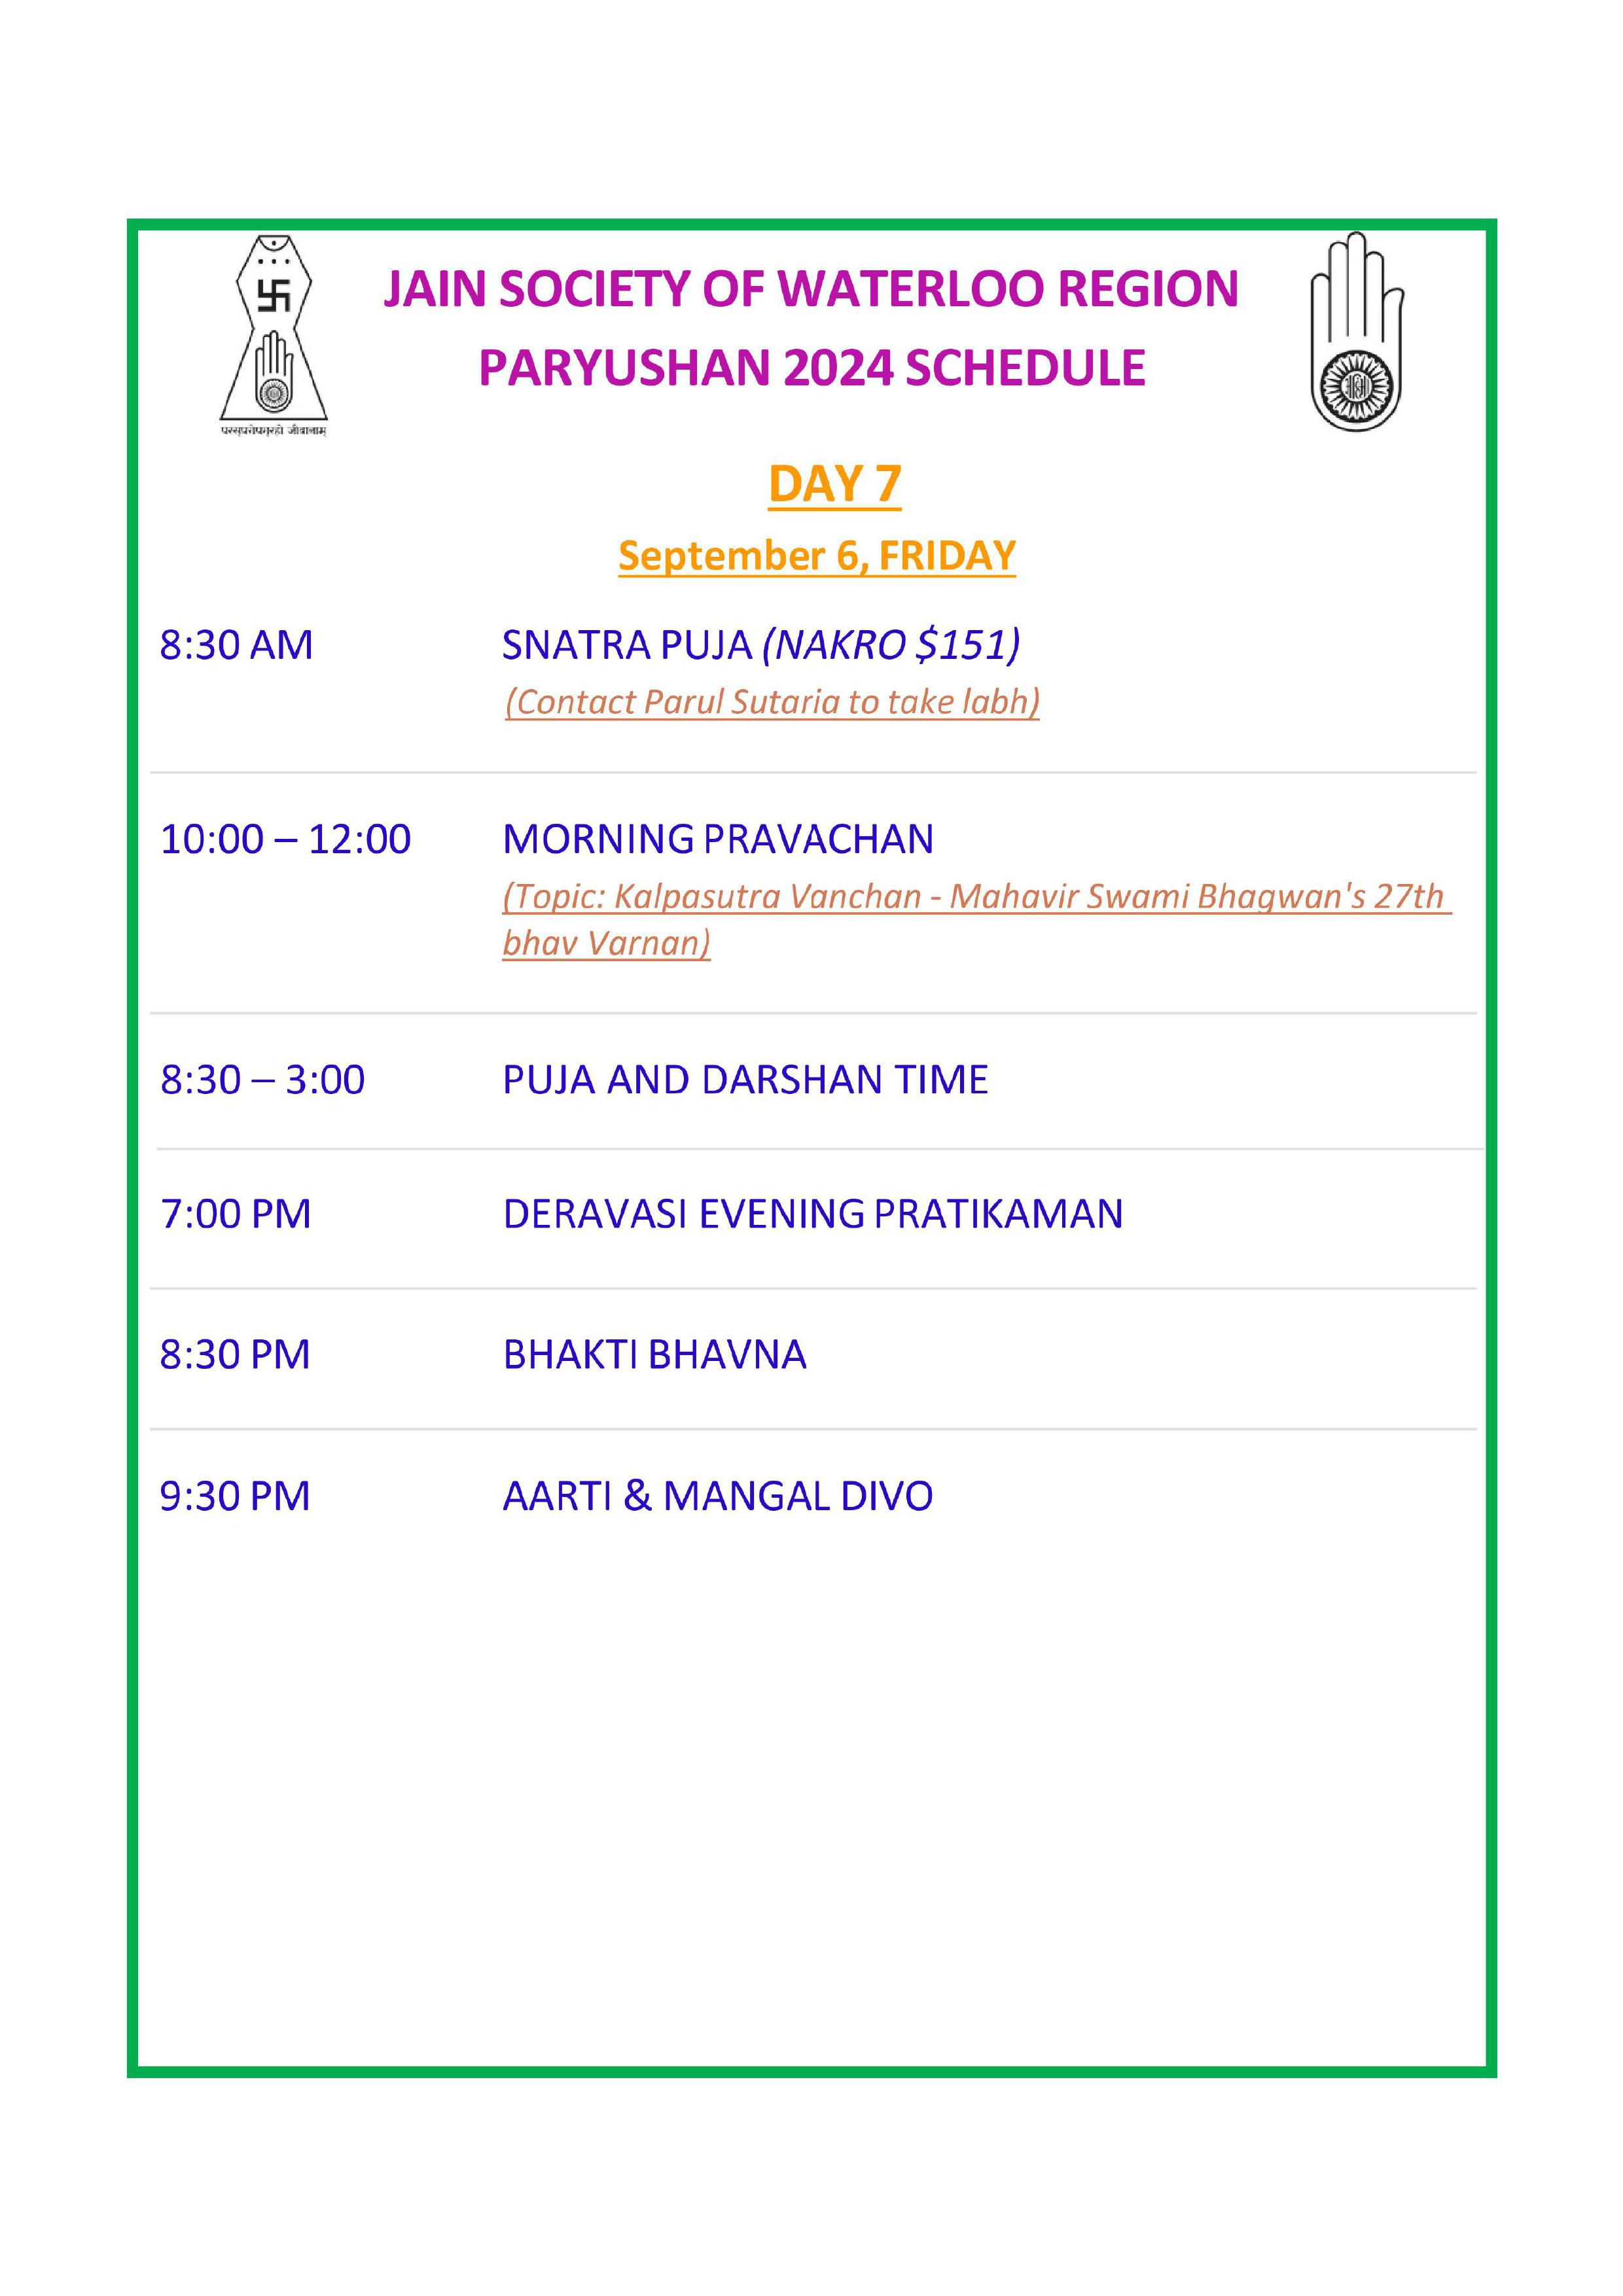 JAIN SOCIETY OF WATERLOO REGION
PARYUSHAN 2024 SCHEDULE
परस्परोपग्रहो जीवानाम्
DAY 7
September 6, FRIDAY
8:30 AM SNATRA PUJA (NAKRO $151)
(Contact Parul Sutaria to take labh)
10:00 – 12:00 MORNING PRAVACHAN
(Topic: Kalpasutra Vanchan - Mahavir Swami Bhagwan's 27th
bhav Varnan)
8:30 – 3:00 PUJA AND DARSHAN TIME
7:00 PM DERAVASI EVENING PRATIKAMAN
8:30 PM BHAKTI BHAVNA
9:30 PM AARTI & MANGAL DIVO